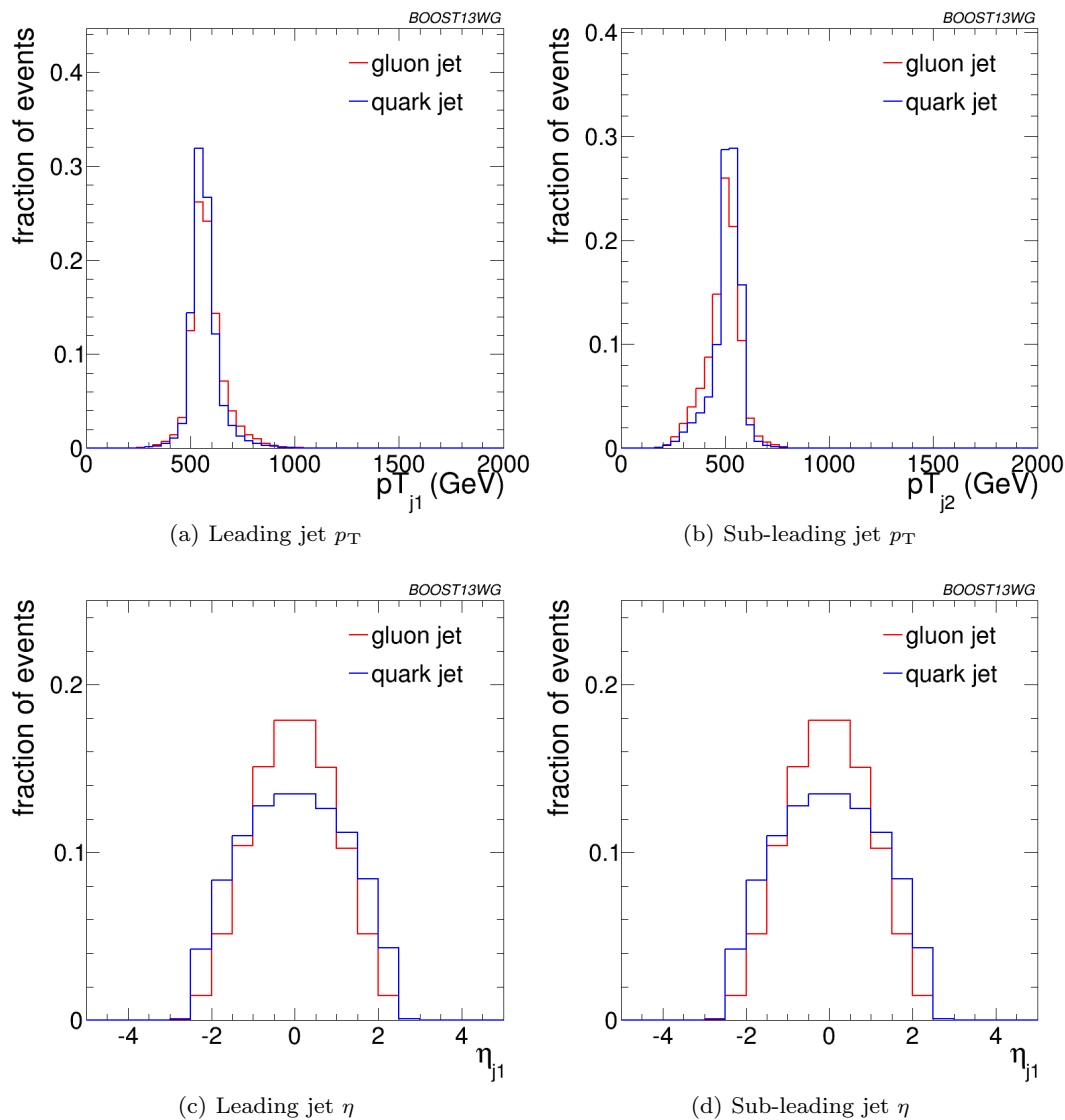 BOOST13WG
fraction of events
gluon jet
quark jet
0.4
0.3
0.2
0.1
0
0 500 1000 1500 2000
pT_j1 (GeV)
(a) Leading jet p_T
BOOST13WG
fraction of events
gluon jet
quark jet
0.4
0.3
0.2
0.1
0
0 500 1000 1500 2000
pT_j2 (GeV)
(b) Sub-leading jet p_T
BOOST13WG
fraction of events
gluon jet
quark jet
0.2
0.1
0
-4 -2 0 2 4
η_j1
(c) Leading jet η
BOOST13WG
fraction of events
gluon jet
quark jet
0.2
0.1
0
-4 -2 0 2 4
η_j1
(d) Sub-leading jet η